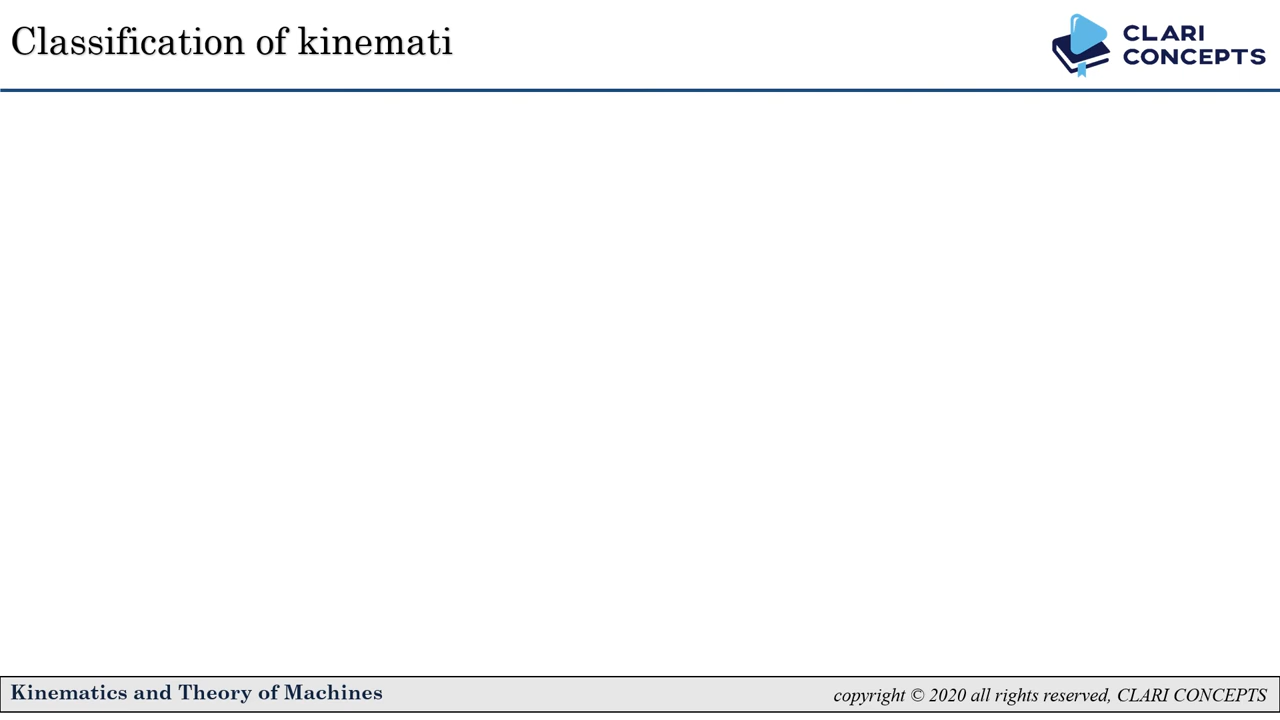 Classification of kinemati
CLARI
CONCEPTS
Kinematics and Theory of Machines
copyright © 2020 all rights reserved, CLARI CONCEPTS